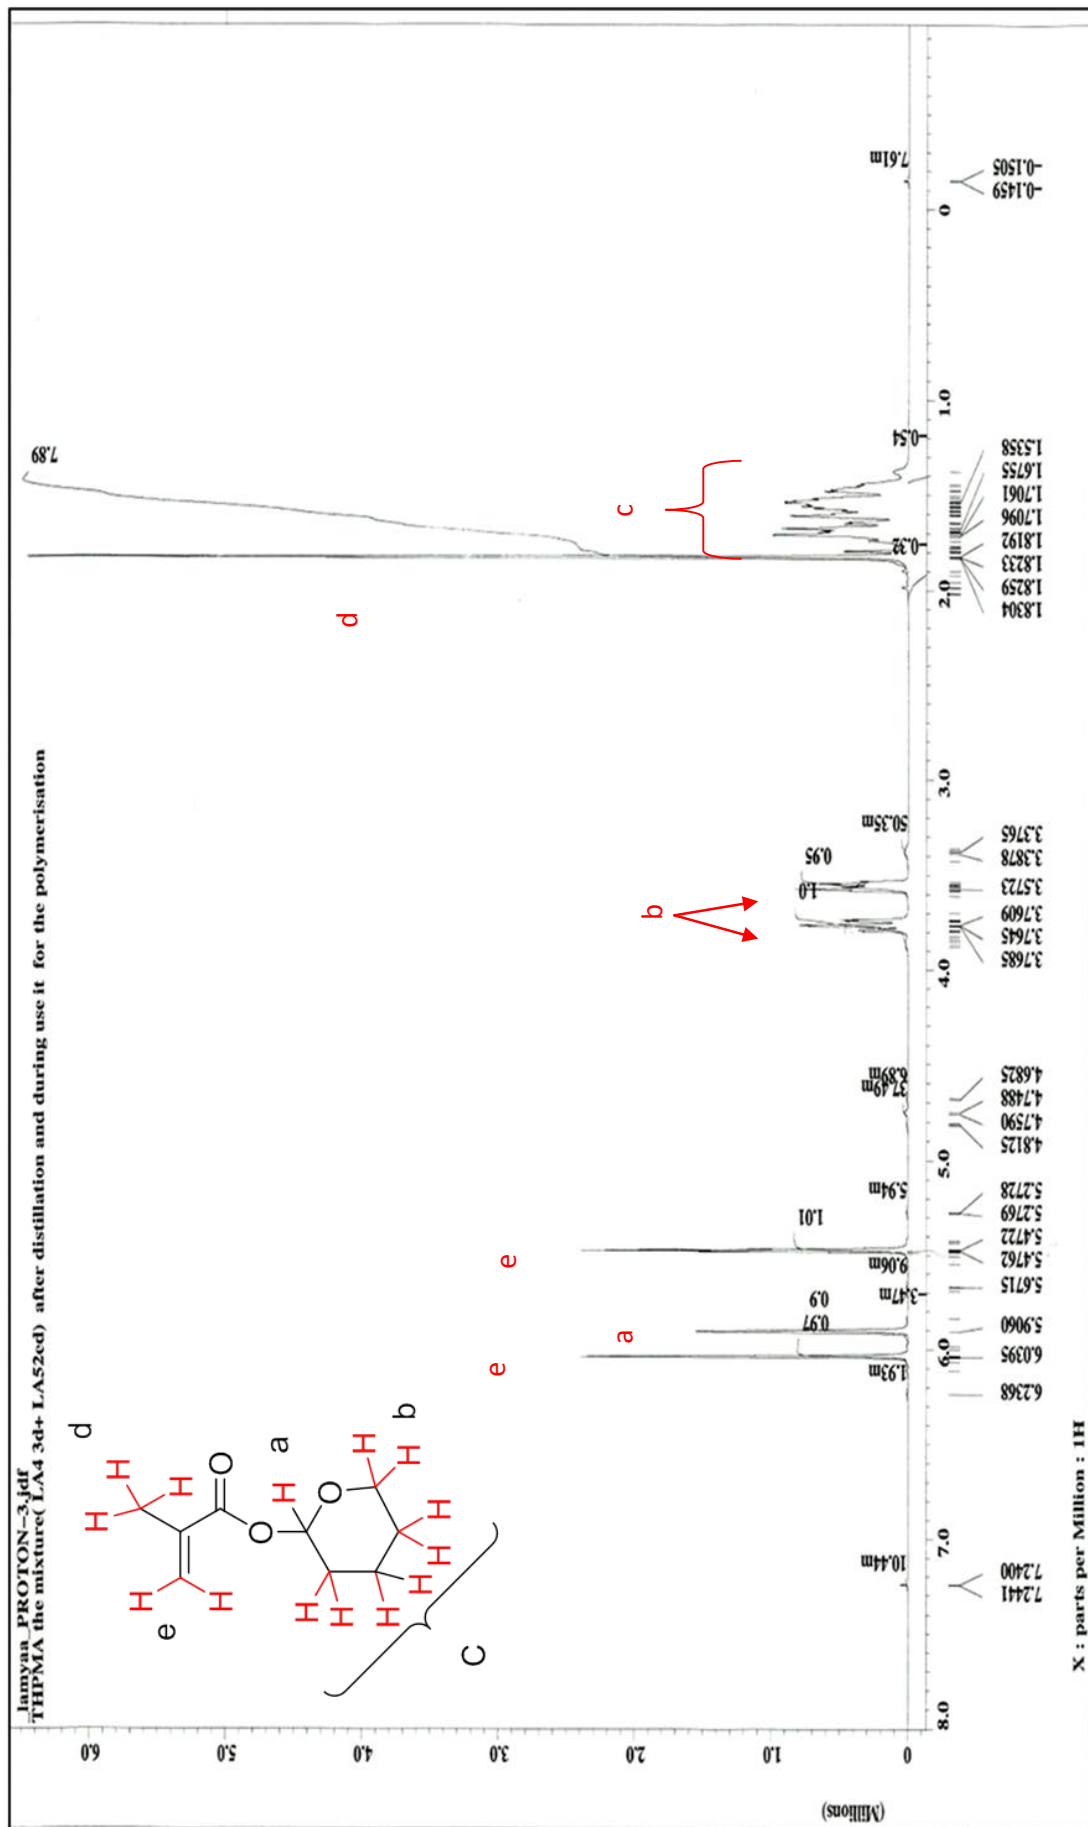 lamyaa_PROTON-3.jdf
THPMA the mixture( LA4 3d+ LA52cd) after distillation and during use it for the polymerisation
(Millions)
0
1.0
2.0
3.0
4.0
5.0
6.0
d
H
H
H
e
H
H
O
O
a
H
O
b
H
H
H
H
H
H
H
H
C
e
a
e
b
d
c
10.44m
1.93m
0.97
0.9
3.47m
9.06m
1.01
5.94m
37.49m
6.89m
1.0
0.95
50.35m
0.32
7.89
0.54
7.61m
8.0
7.0
6.0
5.0
4.0
3.0
2.0
1.0
0
7.2441
7.2400
6.2368
6.0395
5.9060
5.6715
5.4762
5.4722
5.2769
5.2728
4.8125
4.7590
4.7488
4.6825
3.7685
3.7645
3.7609
3.5723
3.3878
3.3765
1.8304
1.8259
1.8233
1.8192
1.7096
1.7061
1.6755
1.5358
-0.1459
-0.1505
X : parts per Million : 1H